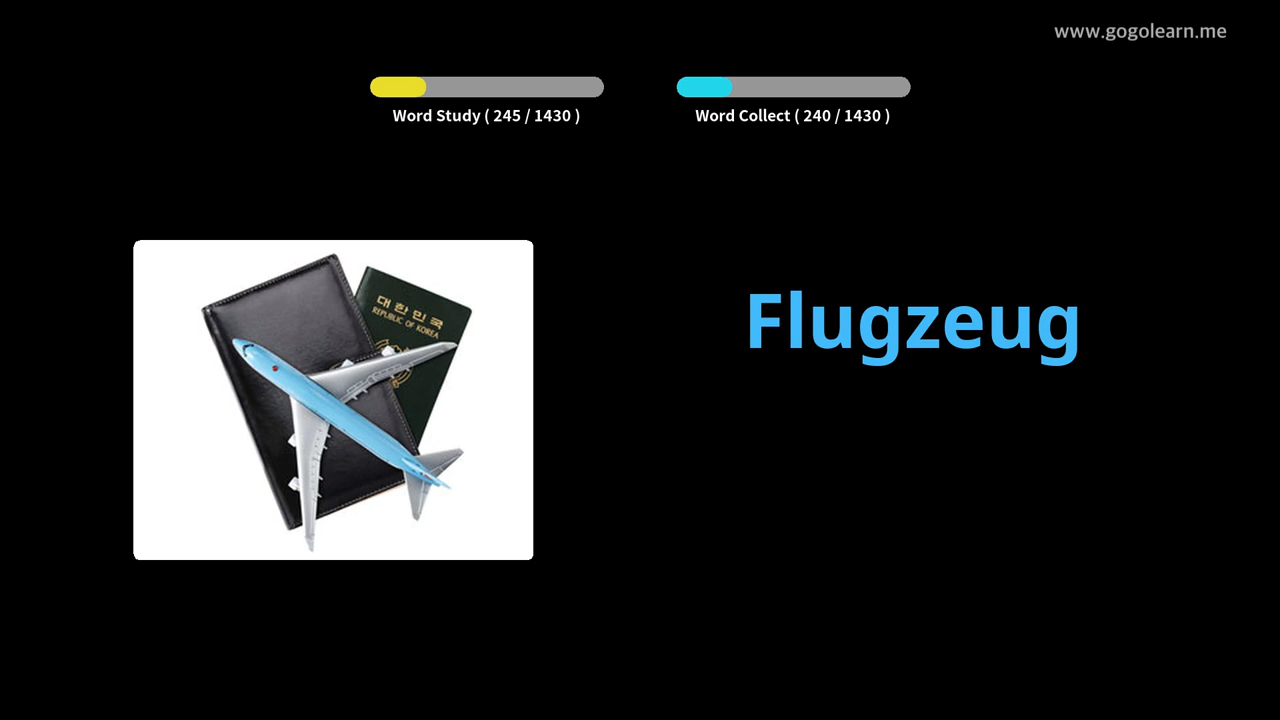 www.gogolearn.me
Word Study ( 245 / 1430 )
Word Collect ( 240 / 1430 )
대한민국
REPUBLIC OF KOREA
Flugzeug